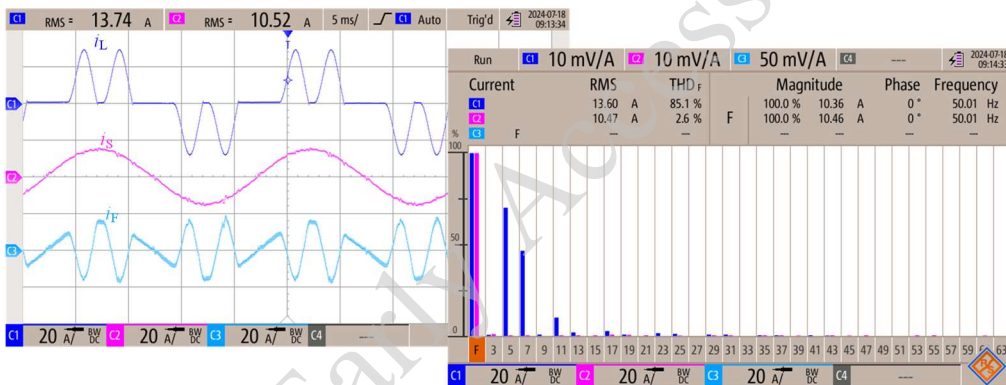 C1 RMS = 13.74 A C2 RMS = 10.52 A 5 ms/ C1 Auto Trig'd 2024-07-18
09:13:34
iL
C1
T
iS
C2
iF
C3
C1 20 A/ BW DC C2 20 A/ BW DC C3 20 A/ BW DC C4 ---
Run C1 10 mV/A C2 10 mV/A C3 50 mV/A C4 --- 2024-07-18
09:14:33
Current RMS THD F Magnitude Phase Frequency
C1 13.60 A 85.1 % 100.0 % 10.36 A 0 ° 50.01 Hz
C2 10.47 A 2.6 % F 100.0 % 10.46 A 0 ° 50.01 Hz
C3 F --- --- --- --- --- ---
%
100
50
0
F 3 5 7 9 11 13 15 17 19 21 23 25 27 29 31 33 35 37 39 41 43 45 47 49 51 53 55 57 59 63
C1 20 A/ BW DC C2 20 A/ BW DC C3 20 A/ BW DC C4 ---
Early Access